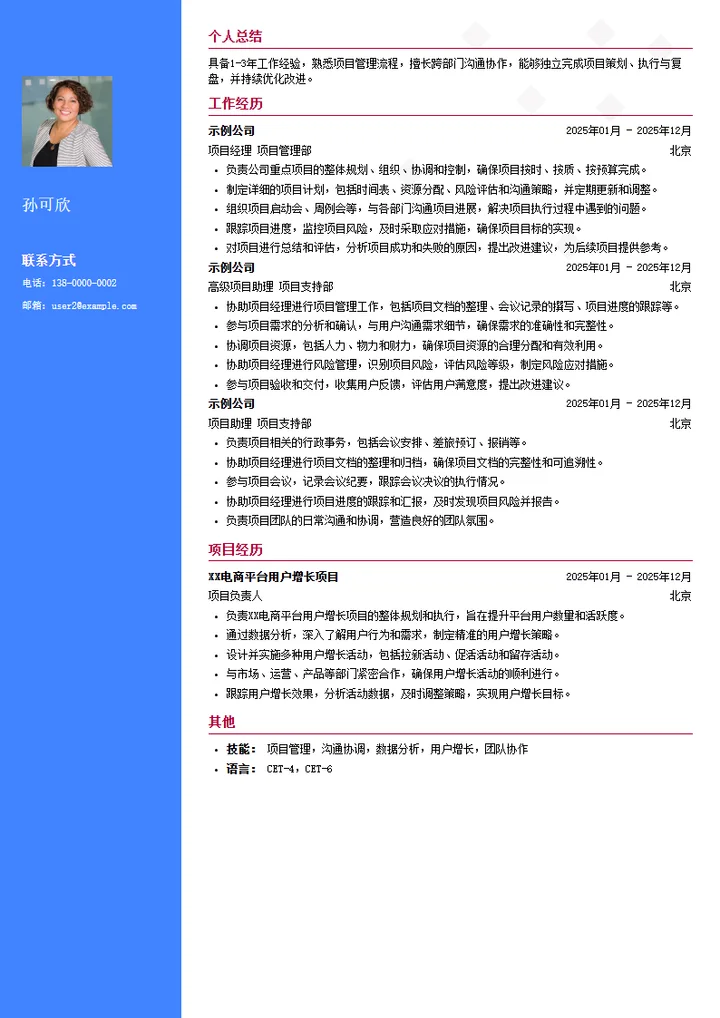 孙可欣
联系方式
电话：138-0000-0002
邮箱：user2@example.com
个人总结
具备1-3年工作经验，熟悉项目管理流程，擅长跨部门沟通协作，能够独立完成项目策划、执行与复
盘，并持续优化改进。
工作经历
示例公司 2025年01月 - 2025年12月
项目经理 项目管理部 北京
• 负责公司重点项目的整体规划、组织、协调和控制，确保项目按时、按质、按预算完成。
• 制定详细的项目计划，包括时间表、资源分配、风险评估和沟通策略，并定期更新和调整。
• 组织项目启动会、周例会等，与各部门沟通项目进展，解决项目执行过程中遇到的问题。
• 跟踪项目进度，监控项目风险，及时采取应对措施，确保项目目标的实现。
• 对项目进行总结和评估，分析项目成功和失败的原因，提出改进建议，为后续项目提供参考。
示例公司 2025年01月 - 2025年12月
高级项目助理 项目支持部 北京
• 协助项目经理进行项目管理工作，包括项目文档的整理、会议记录的撰写、项目进度的跟踪等。
• 参与项目需求的分析和确认，与用户沟通需求细节，确保需求的准确性和完整性。
• 协调项目资源，包括人力、物力和财力，确保项目资源的合理分配和有效利用。
• 协助项目经理进行风险管理，识别项目风险，评估风险等级，制定风险应对措施。
• 参与项目验收和交付，收集用户反馈，评估用户满意度，提出改进建议。
示例公司 2025年01月 - 2025年12月
项目助理 项目支持部 北京
• 负责项目相关的行政事务，包括会议安排、差旅预订、报销等。
• 协助项目经理进行项目文档的整理和归档，确保项目文档的完整性和可追溯性。
• 参与项目会议，记录会议纪要，跟踪会议决议的执行情况。
• 协助项目经理进行项目进度的跟踪和汇报，及时发现项目风险并报告。
• 负责项目团队的日常沟通和协调，营造良好的团队氛围。
项目经历
XX电商平台用户增长项目 2025年01月 - 2025年12月
项目负责人 北京
• 负责XX电商平台用户增长项目的整体规划和执行，旨在提升平台用户数量和活跃度。
• 通过数据分析，深入了解用户行为和需求，制定精准的用户增长策略。
• 设计并实施多种用户增长活动，包括拉新活动、促活活动和留存活动。
• 与市场、运营、产品等部门紧密合作，确保用户增长活动的顺利进行。
• 跟踪用户增长效果，分析活动数据，及时调整策略，实现用户增长目标。
其他
• 技能： 项目管理，沟通协调，数据分析，用户增长，团队协作
• 语言： CET-4，CET-6